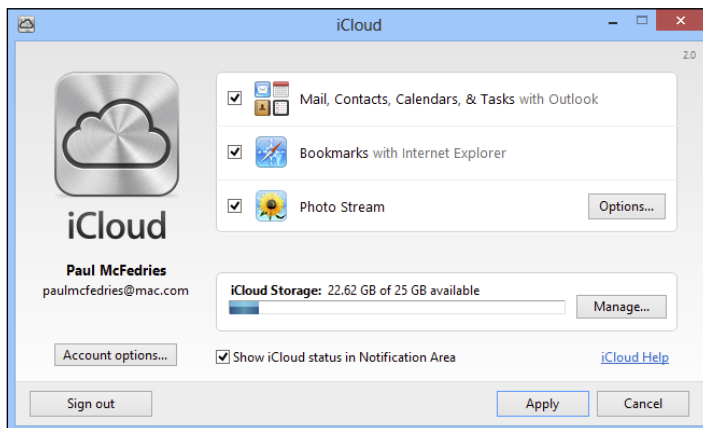 iCloud
2.0
Mail, Contacts, Calendars, & Tasks with Outlook
Bookmarks with Internet Explorer
Photo Stream
Options...
iCloud
Paul McFedries
paulmcfedries@mac.com
iCloud Storage: 22.62 GB of 25 GB available
Manage...
Account options...
Show iCloud status in Notification Area
iCloud Help
Sign out
Apply
Cancel